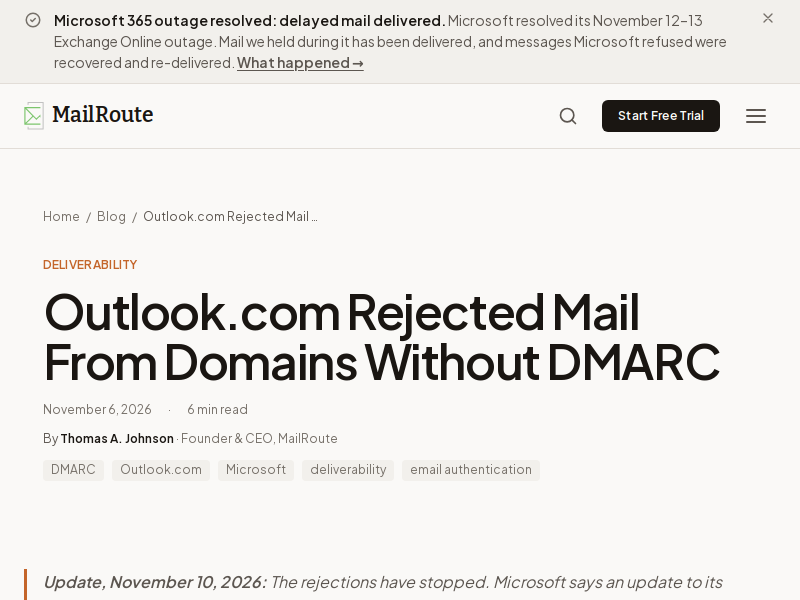 Microsoft 365 outage resolved: delayed mail delivered. Microsoft resolved its November 12–13
Exchange Online outage. Mail we held during it has been delivered, and messages Microsoft refused were
recovered and re-delivered. What happened →
MailRoute
Start Free Trial
Home / Blog / Outlook.com Rejected Mail …
DELIVERABILITY
Outlook.com Rejected Mail
From Domains Without DMARC
November 6, 2026 · 6 min read
By Thomas A. Johnson · Founder & CEO, MailRoute
DMARC Outlook.com Microsoft deliverability email authentication
Update, November 10, 2026: The rejections have stopped. Microsoft says an update to its